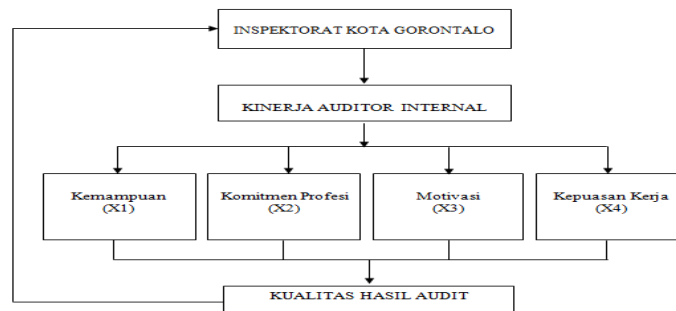 INSPEKTORAT KOTA GORONTALO
KINERJA AUDITOR INTERNAL
Kemampuan
(X1)
Komitmen Profesi
(X2)
Motivasi
(X3)
Kepuasan Kerja
(X4)
KUALITAS HASIL AUDIT